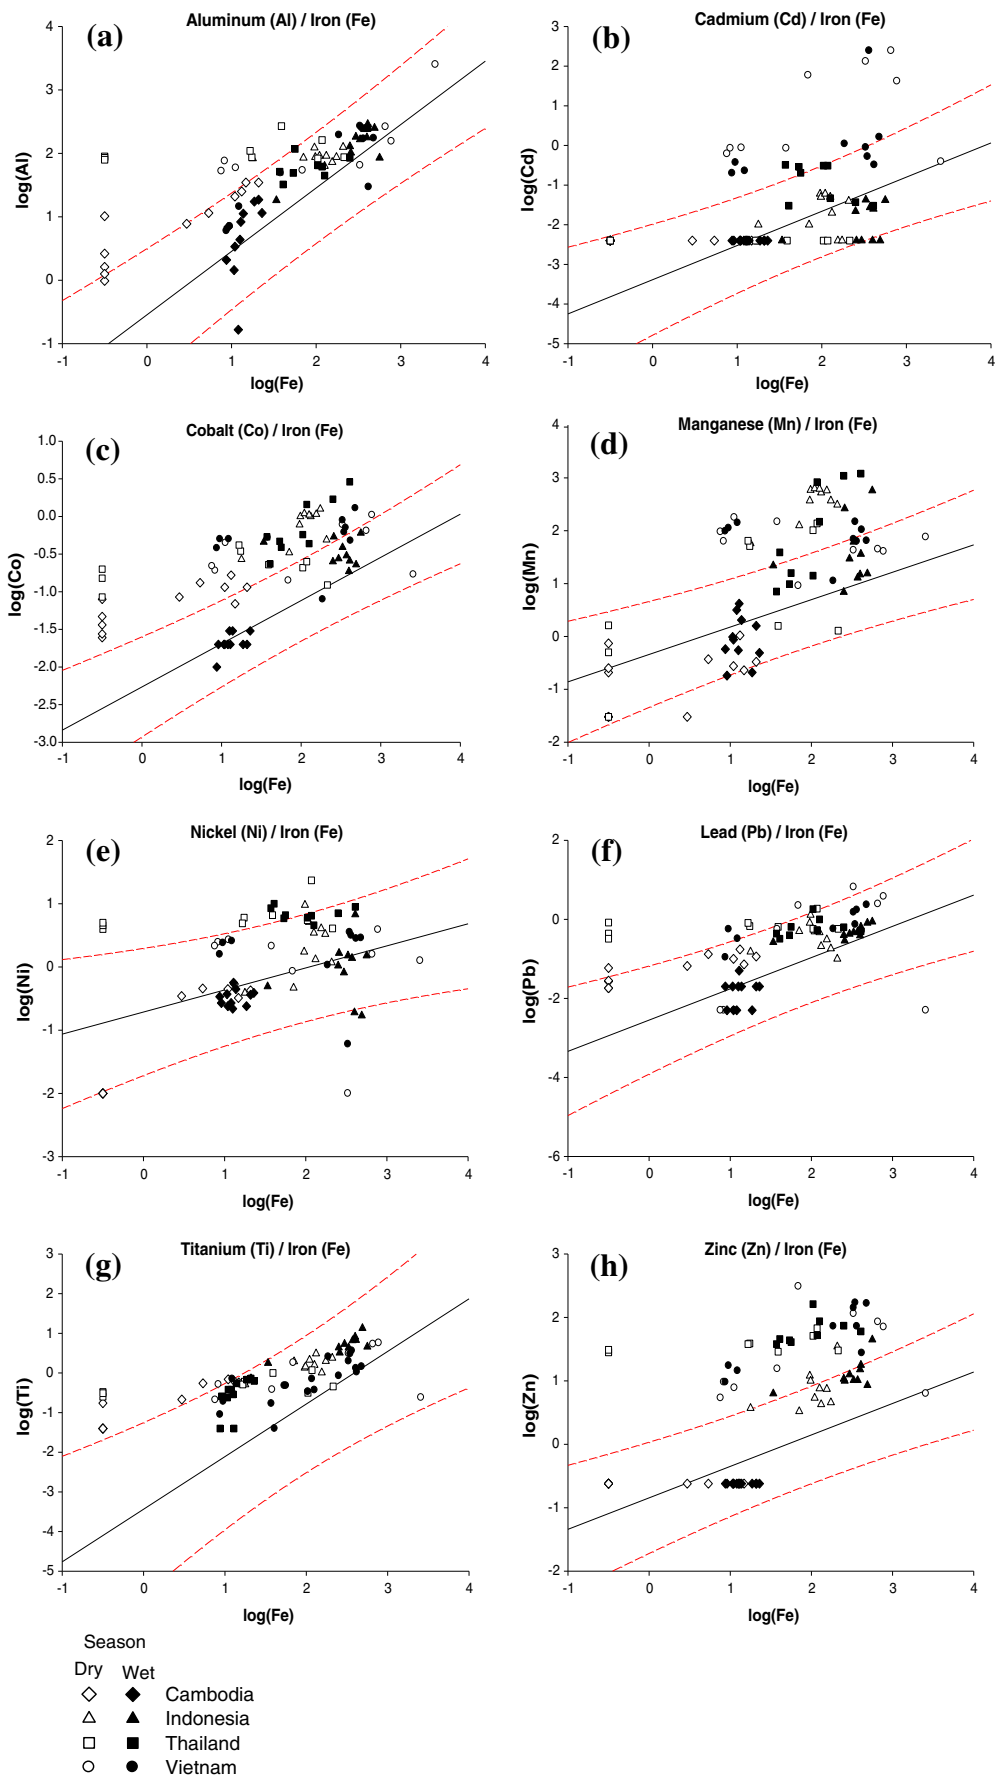 (a) Aluminum (Al) / Iron (Fe)
log(Al)
4
3
2
1
0
-1
-1 0 1 2 3 4
log(Fe)
(b) Cadmium (Cd) / Iron (Fe)
log(Cd)
3
2
1
0
-1
-2
-3
-4
-5
-1 0 1 2 3 4
log(Fe)
(c) Cobalt (Co) / Iron (Fe)
log(Co)
1.0
0.5
0.0
-0.5
-1.0
-1.5
-2.0
-2.5
-3.0
-1 0 1 2 3 4
log(Fe)
(d) Manganese (Mn) / Iron (Fe)
log(Mn)
4
3
2
1
0
-1
-2
-1 0 1 2 3 4
log(Fe)
(e) Nickel (Ni) / Iron (Fe)
log(Ni)
2
1
0
-1
-2
-3
-1 0 1 2 3 4
log(Fe)
(f) Lead (Pb) / Iron (Fe)
log(Pb)
2
0
-2
-4
-6
-1 0 1 2 3 4
log(Fe)
(g) Titanium (Ti) / Iron (Fe)
log(Ti)
3
2
1
0
-1
-2
-3
-4
-5
-1 0 1 2 3 4
log(Fe)
(h) Zinc (Zn) / Iron (Fe)
log(Zn)
3
2
1
0
-1
-2
-1 0 1 2 3 4
log(Fe)
Season
Dry Wet
Cambodia
Indonesia
Thailand
Vietnam